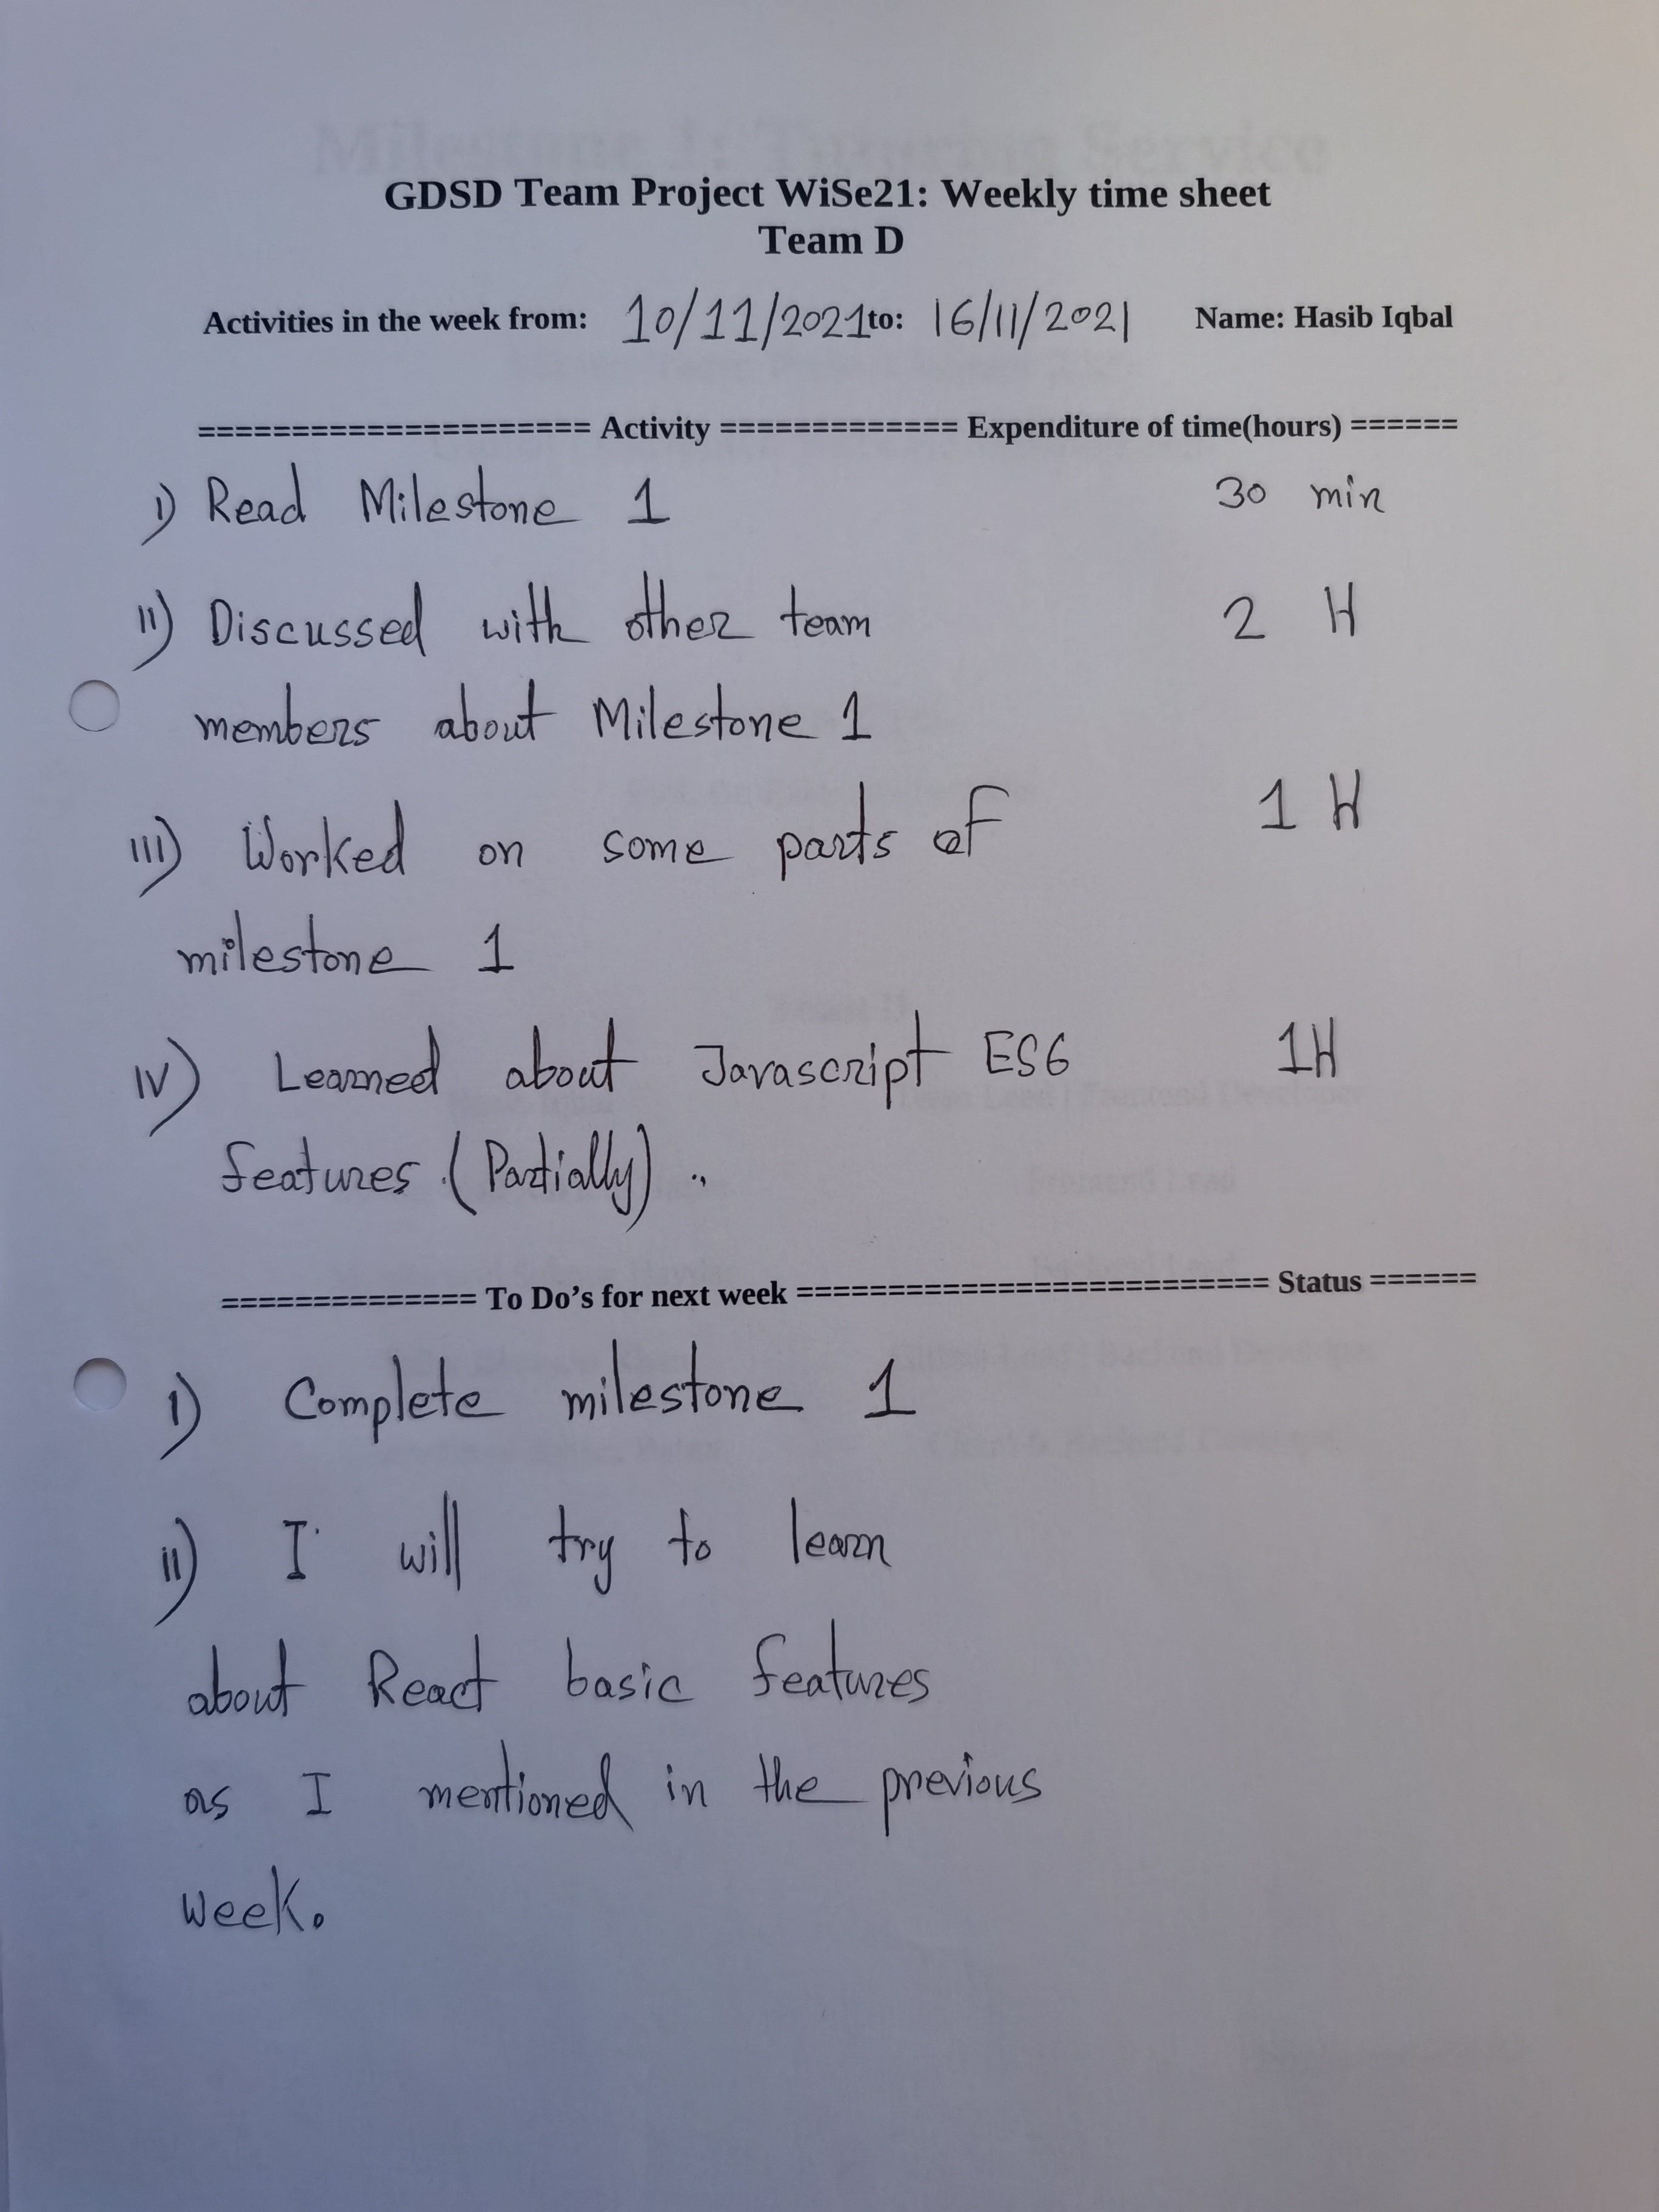 GDSD Team Project WiSe21: Weekly time sheet
Team D
Activities in the week from: 10/11/2021 to: 16/11/2021 Name: Hasib Iqbal
===================== Activity ============= Expenditure of time(hours) ======
i) Read Milestone 1 30 min
ii) Discussed with other team 2 H
members about Milestone 1
iii) Worked on some parts of 1 H
milestone 1
iv) Learned about Javascript ES6 1H
features (Partially).
============== To Do's for next week ========================== Status ======
i) Complete milestone 1
ii) I will try to learn
about React basic features
as I mentioned in the previous
week.